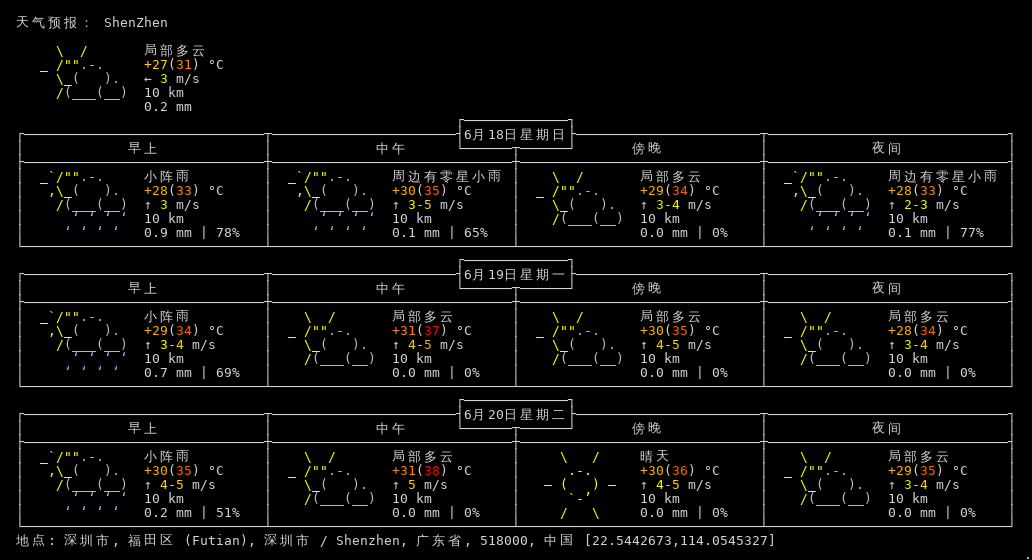 天气预报： ShenZhen
局部多云
+27(31) °C
← 3 m/s
10 km
0.2 mm
6月18日星期日
早上 中午 傍晚 夜间
小阵雨 周边有零星小雨 局部多云 周边有零星小雨
+28(33) °C +30(35) °C +29(34) °C +28(33) °C
↑ 3 m/s ↑ 3-5 m/s ↑ 3-4 m/s ↑ 2-3 m/s
10 km 10 km 10 km 10 km
0.9 mm | 78% 0.1 mm | 65% 0.0 mm | 0% 0.1 mm | 77%
6月19日星期一
早上 中午 傍晚 夜间
小阵雨 局部多云 局部多云 局部多云
+29(34) °C +31(37) °C +30(35) °C +28(34) °C
↑ 3-4 m/s ↑ 4-5 m/s ↑ 4-5 m/s ↑ 3-4 m/s
10 km 10 km 10 km 10 km
0.7 mm | 69% 0.0 mm | 0% 0.0 mm | 0% 0.0 mm | 0%
6月20日星期二
早上 中午 傍晚 夜间
小阵雨 局部多云 晴天 局部多云
+30(35) °C +31(38) °C +30(36) °C +29(35) °C
↑ 4-5 m/s ↑ 5 m/s ↑ 4-5 m/s ↑ 3-4 m/s
10 km 10 km 10 km 10 km
0.2 mm | 51% 0.0 mm | 0% 0.0 mm | 0% 0.0 mm | 0%
地点: 深圳市, 福田区 (Futian), 深圳市 / Shenzhen, 广东省, 518000, 中国 [22.5442673,114.0545327]